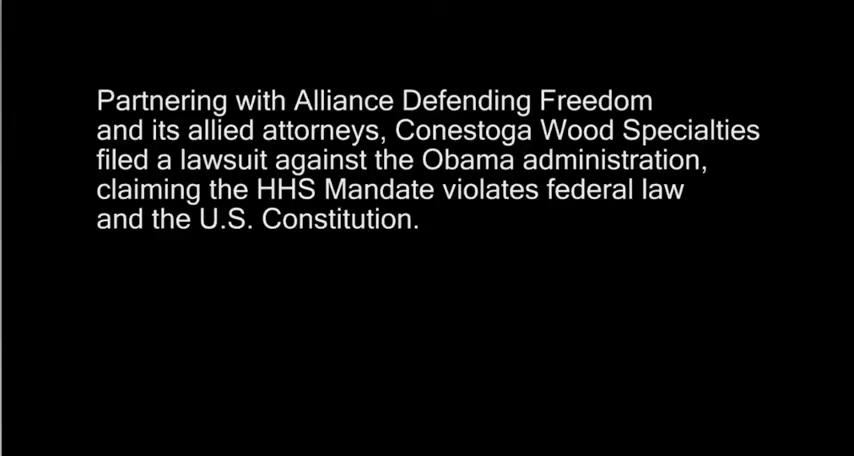 Partnering with Alliance Defending Freedom
and its allied attorneys, Conestoga Wood Specialties
filed a lawsuit against the Obama administration,
claiming the HHS Mandate violates federal law
and the U.S. Constitution.